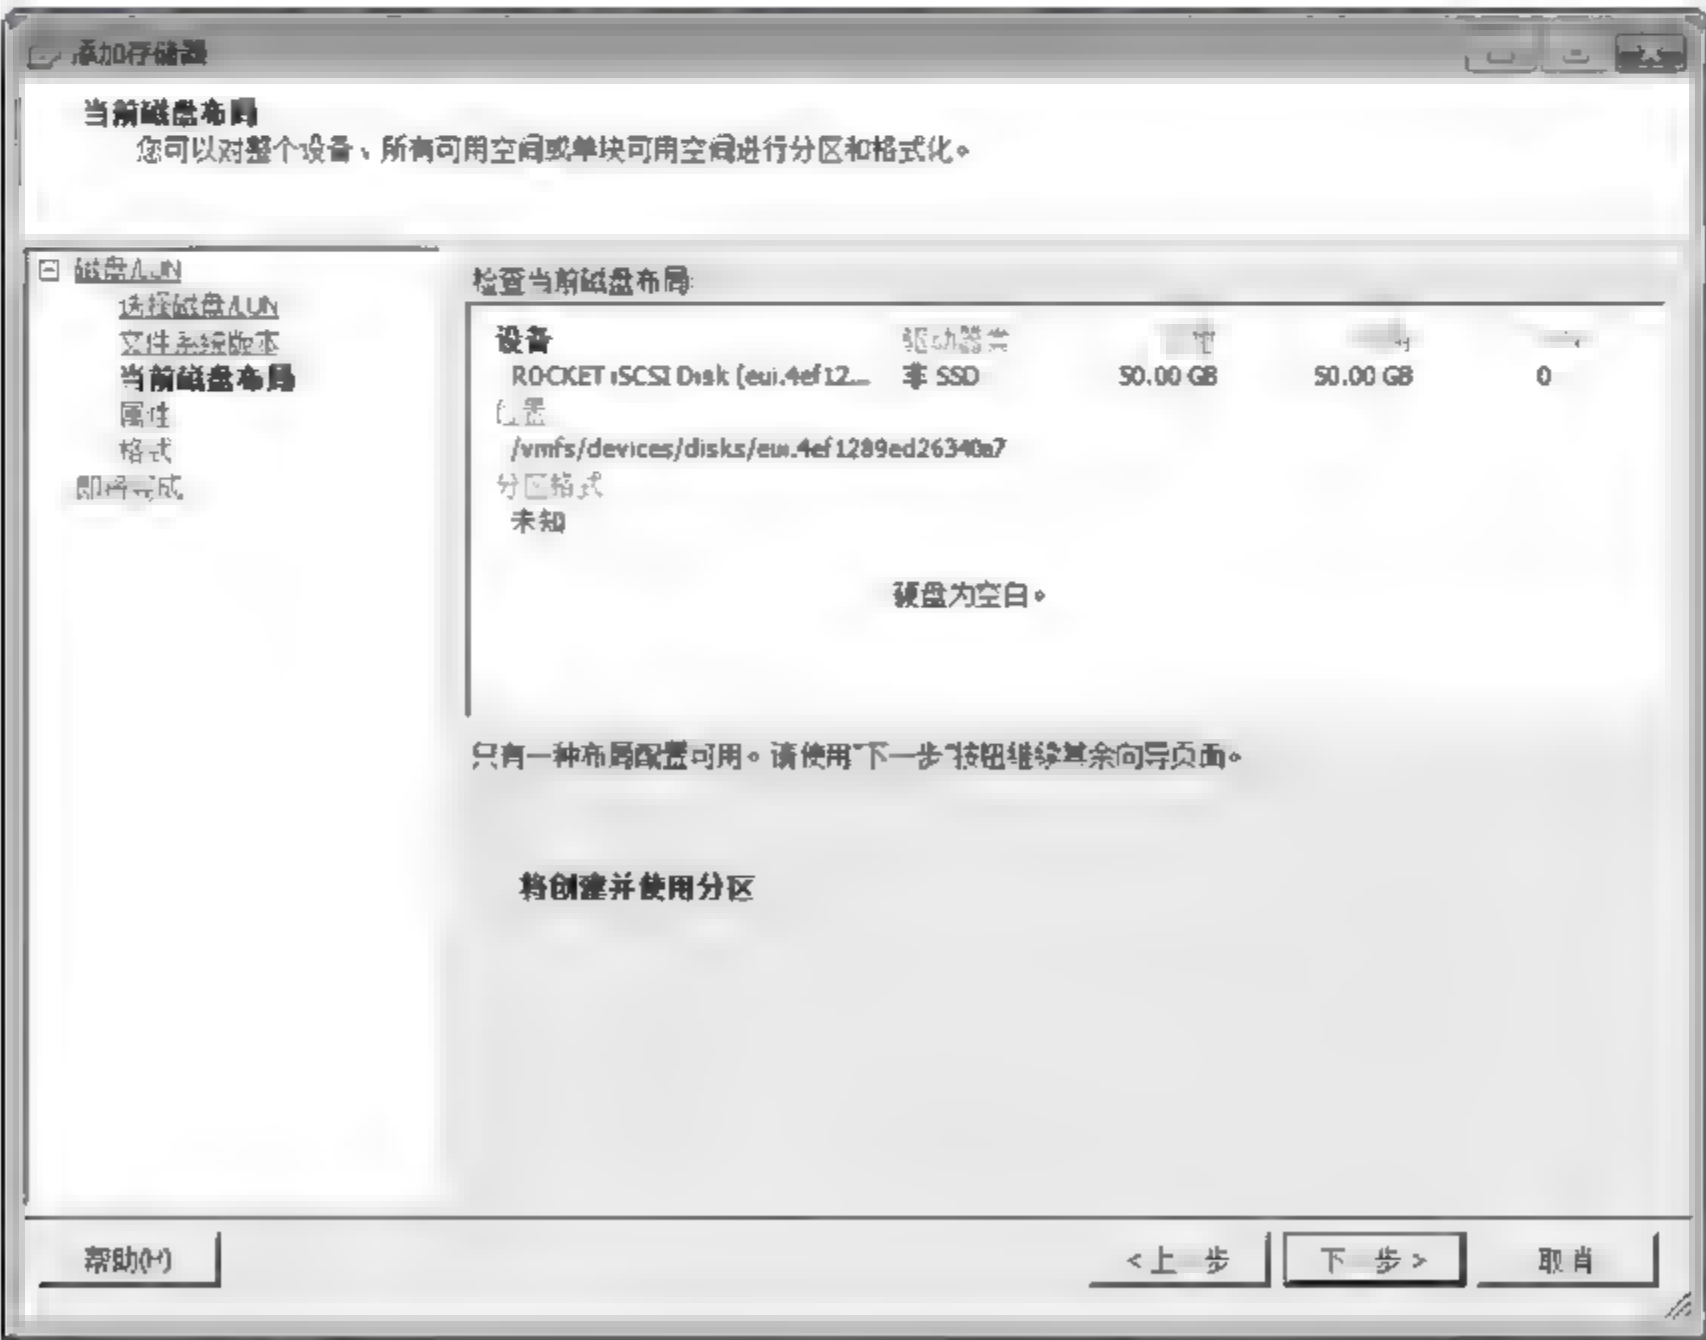 添加存储器
当前磁盘布局
您可以对整个设备、所有可用空间或单块可用空间进行分区和格式化。
磁盘/LUN
选择磁盘/LUN
文件系统版本
当前磁盘布局
属性
格式
即将完成
检查当前磁盘布局:
设备 驱动器类
ROCKET iSCSI Disk (eui.4ef12... 非 SSD 50.00 GB 50.00 GB 0
位置
/vmfs/devices/disks/eui.4ef1289ed26340a7
分区格式
未知
硬盘为空白。
只有一种布局配置可用。请使用"下一步"按钮继续其余向导页面。
将创建并使用分区
帮助(H) <上一步 下一步> 取消